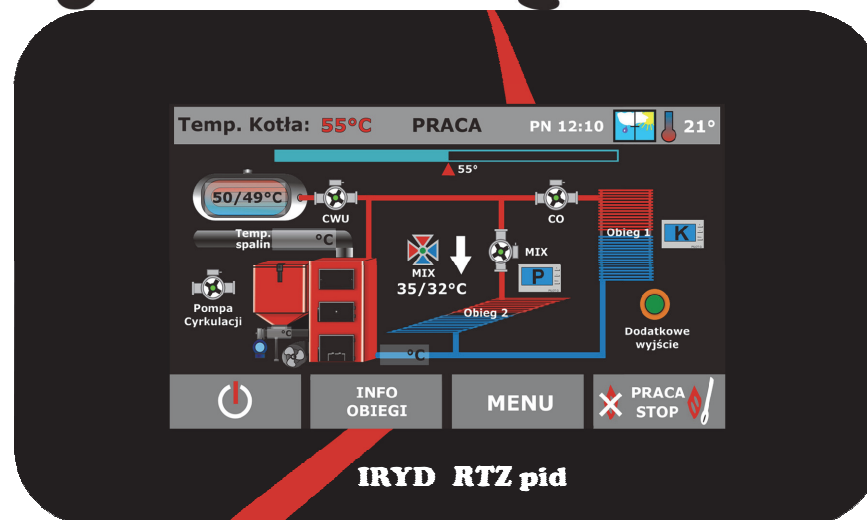 Temp. Kotła: 55°C PRACA PN 12:10 21°
55°
50/49°C
CWU
CO
Temp.
spalin
°C
Obieg 1
K
MIX
35/32°C
MIX
P
Pompa
Cyrkulacji
°C
Obieg 2
Dodatkowe
wyjście
°C
INFO
OBIEGI
MENU
PRACA
STOP
IRYD RTZ pid